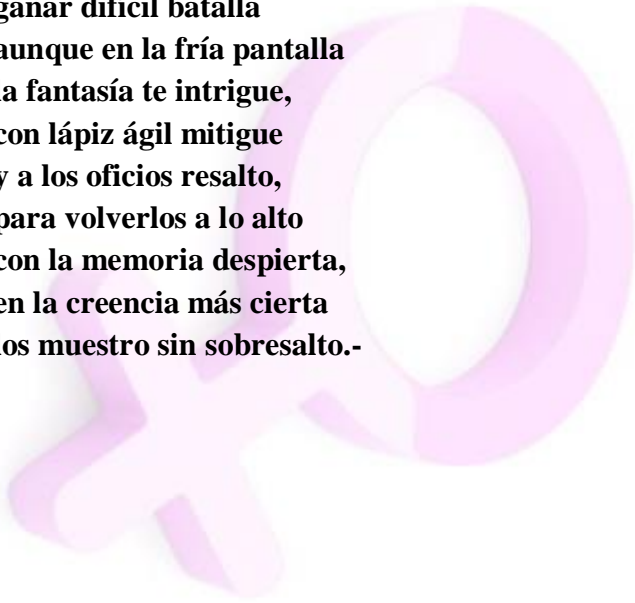 ganar difícil batalla
aunque en la fría pantalla
la fantasía te intrigue,
con lápiz ágil mitigue
y a los oficios resalto,
para volverlos a lo alto
con la memoria despierta,
en la creencia más cierta
los muestro sin sobresalto.-